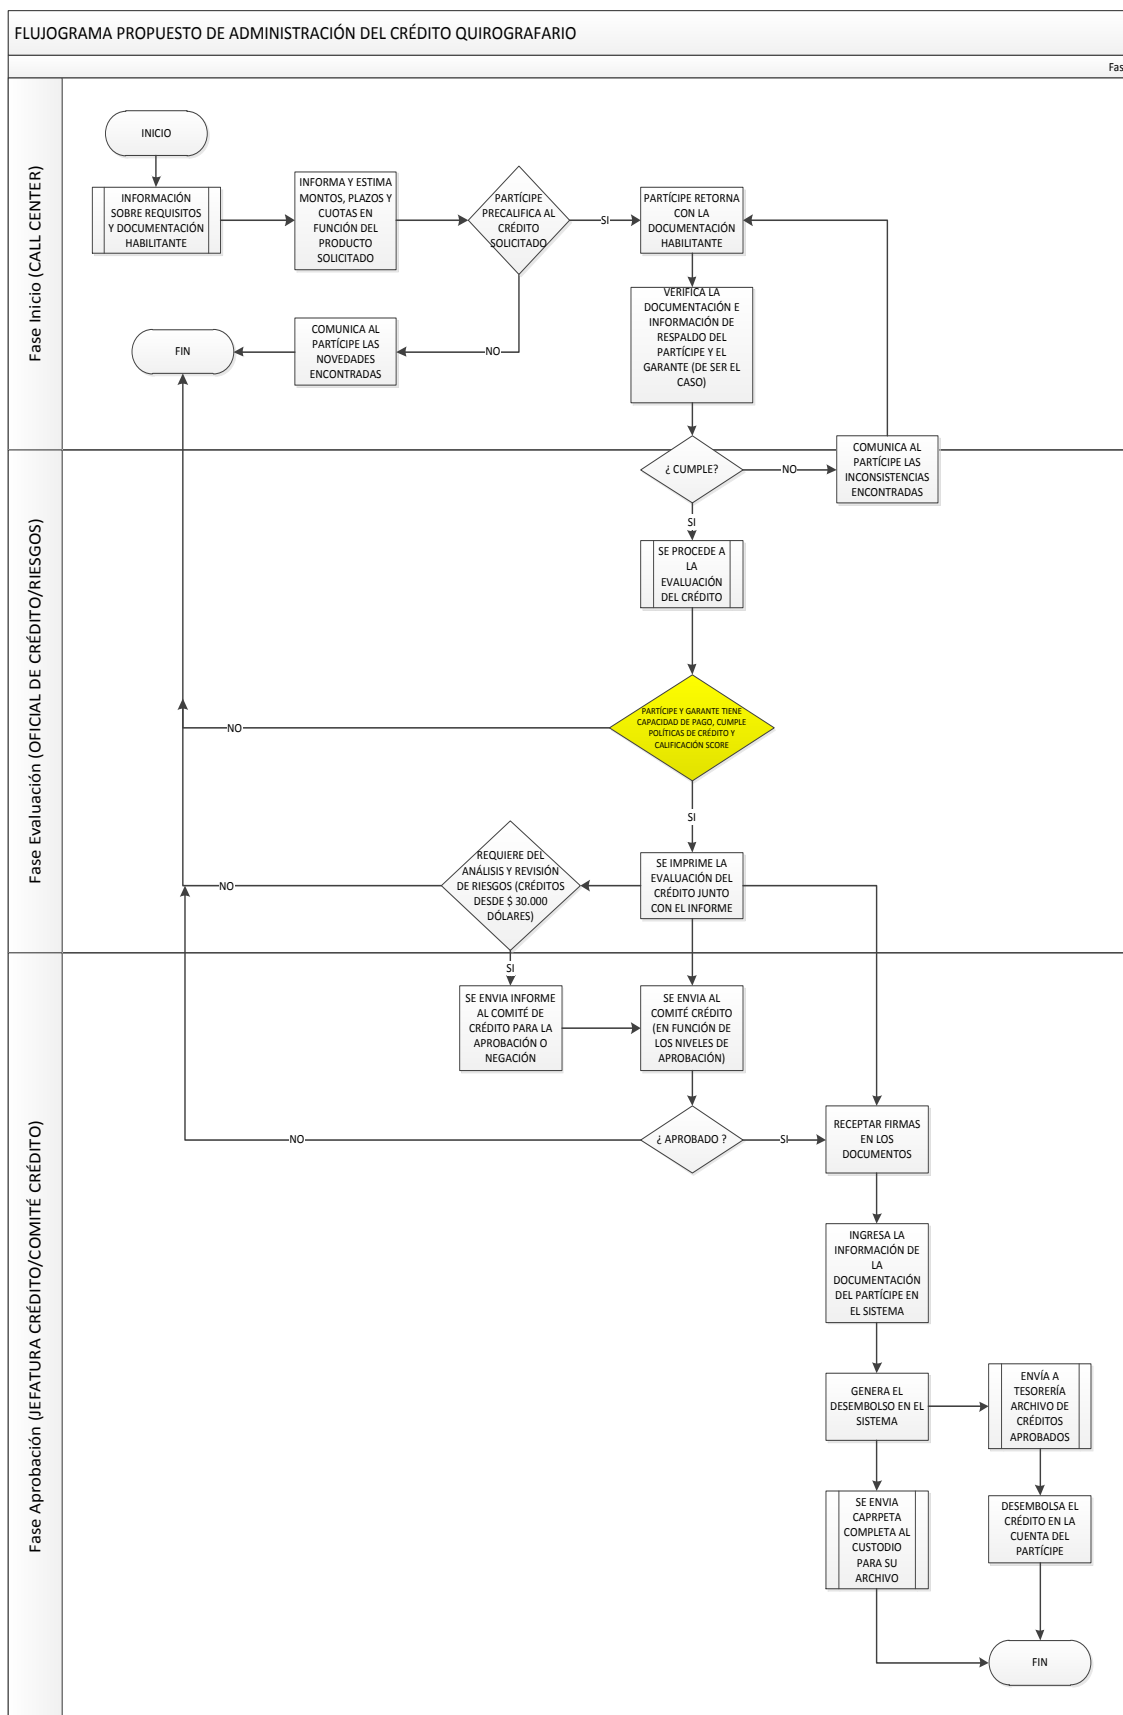 FLUJOGRAMA PROPUESTO DE ADMINISTRACIÓN DEL CRÉDITO QUIROGRAFARIO
Fas
Fase Inicio (CALL CENTER)
INICIO
INFORMACIÓN
SOBRE REQUISITOS
Y DOCUMENTACIÓN
HABILITANTE
INFORMA Y ESTIMA
MONTOS, PLAZOS Y
CUOTAS EN
FUNCIÓN DEL
PRODUCTO
SOLICITADO
PARTÍCIPE
PRECALIFICA AL
CRÉDITO
SOLICITADO
SI
PARTÍCIPE RETORNA
CON LA
DOCUMENTACIÓN
HABILITANTE
VERIFICA LA
DOCUMENTACIÓN E
INFORMACIÓN DE
RESPALDO DEL
PARTÍCIPE Y EL
GARANTE (DE SER EL
CASO)
NO
COMUNICA AL
PARTÍCIPE LAS
NOVEDADES
ENCONTRADAS
FIN
Fase Evaluación (OFICIAL DE CRÉDITO/RIESGOS)
¿ CUMPLE?
NO
COMUNICA AL
PARTÍCIPE LAS
INCONSISTENCIAS
ENCONTRADAS
SI
SE PROCEDE A
LA
EVALUACIÓN
DEL CRÉDITO
PARTÍCIPE Y GARANTE TIENE
CAPACIDAD DE PAGO, CUMPLE
POLÍTICAS DE CRÉDITO Y
CALIFICACIÓN SCORE
NO
SI
SE IMPRIME LA
EVALUACIÓN DEL
CRÉDITO JUNTO
CON EL INFORME
REQUIERE DEL
ANÁLISIS Y REVISIÓN
DE RIESGOS (CRÉDITOS
DESDE $ 30.000
DÓLARES)
NO
SI
Fase Aprobación (JEFATURA CRÉDITO/COMITÉ CRÉDITO)
SE ENVIA INFORME
AL COMITÉ DE
CRÉDITO PARA LA
APROBACIÓN O
NEGACIÓN
SE ENVIA AL
COMITÉ CRÉDITO
(EN FUNCIÓN DE
LOS NIVELES DE
APROBACIÓN)
¿ APROBADO ?
NO
SI
RECEPTAR FIRMAS
EN LOS
DOCUMENTOS
INGRESA LA
INFORMACIÓN DE
LA
DOCUMENTACIÓN
DEL PARTÍCIPE EN
EL SISTEMA
GENERA EL
DESEMBOLSO EN EL
SISTEMA
ENVÍA A
TESORERÍA
ARCHIVO DE
CRÉDITOS
APROBADOS
SE ENVIA
CAPRPETA
COMPLETA AL
CUSTODIO
PARA SU
ARCHIVO
DESEMBOLSA EL
CRÉDITO EN LA
CUENTA DEL
PARTÍCIPE
FIN